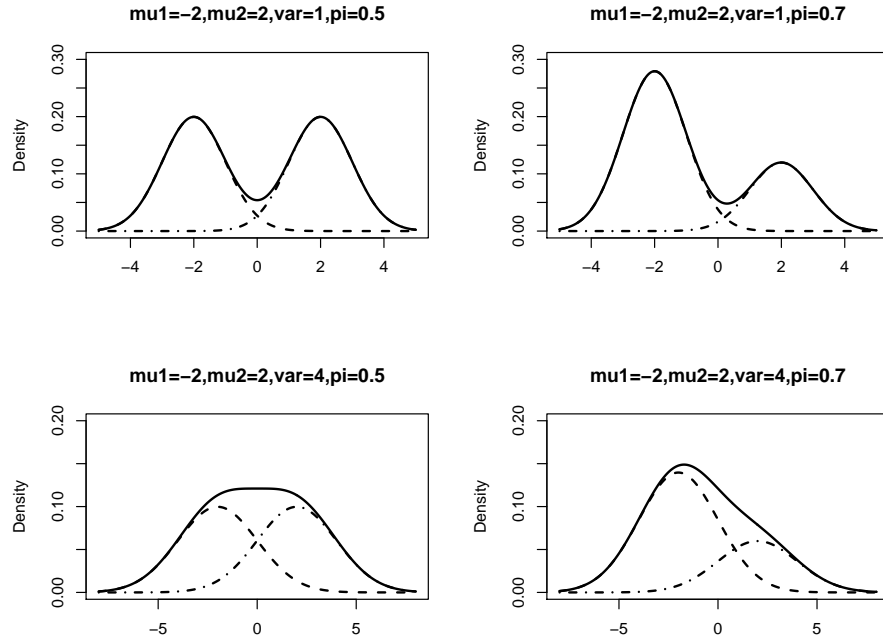 mu1=−2,mu2=2,var=1,pi=0.5
Density
0.30
0.20
0.10
0.00
−4 −2 0 2 4
mu1=−2,mu2=2,var=1,pi=0.7
Density
0.30
0.20
0.10
0.00
−4 −2 0 2 4
mu1=−2,mu2=2,var=4,pi=0.5
Density
0.20
0.10
0.00
−5 0 5
mu1=−2,mu2=2,var=4,pi=0.7
Density
0.20
0.10
0.00
−5 0 5